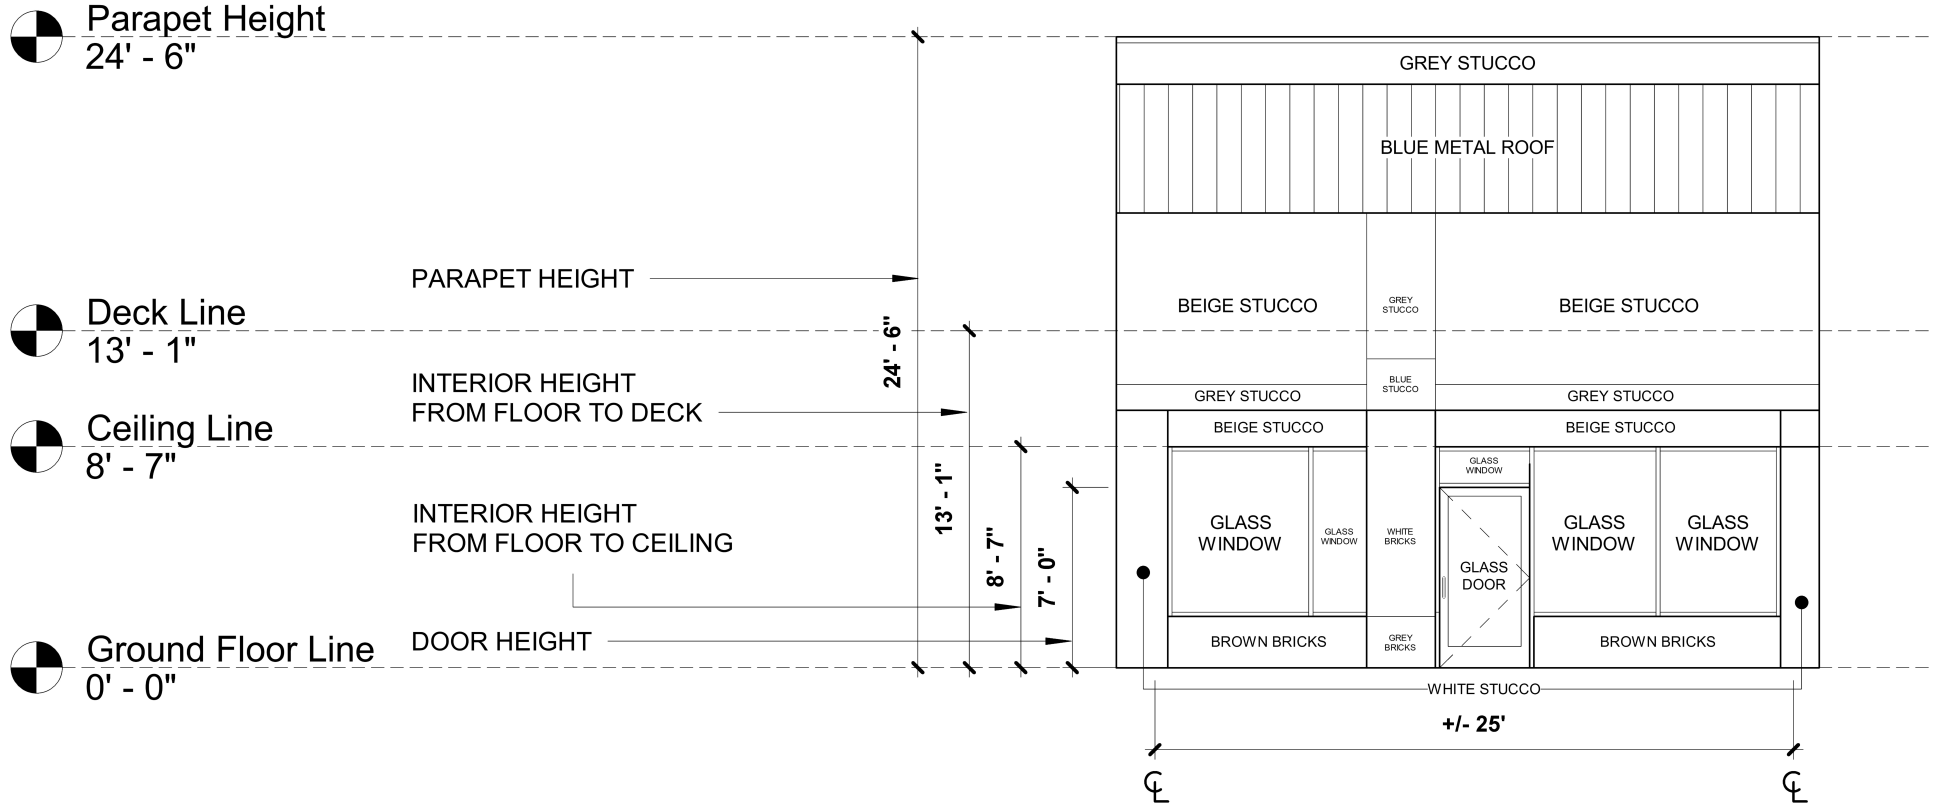 Parapet Height
24' - 6"
GREY STUCCO
BLUE METAL ROOF
PARAPET HEIGHT
Deck Line
13' - 1"
24' - 6"
BEIGE STUCCO
GREY
STUCCO
BEIGE STUCCO
INTERIOR HEIGHT
FROM FLOOR TO DECK
BLUE
STUCCO
GREY STUCCO
GREY STUCCO
Ceiling Line
8' - 7"
BEIGE STUCCO
BEIGE STUCCO
13' - 1"
GLASS
WINDOW
INTERIOR HEIGHT
FROM FLOOR TO CEILING
8' - 7"
7' - 0"
GLASS
WINDOW
GLASS
WINDOW
WHITE
BRICKS
GLASS
DOOR
GLASS
WINDOW
GLASS
WINDOW
Ground Floor Line
0' - 0"
DOOR HEIGHT
BROWN BRICKS
GREY
BRICKS
BROWN BRICKS
WHITE STUCCO
+/- 25'
℄
℄